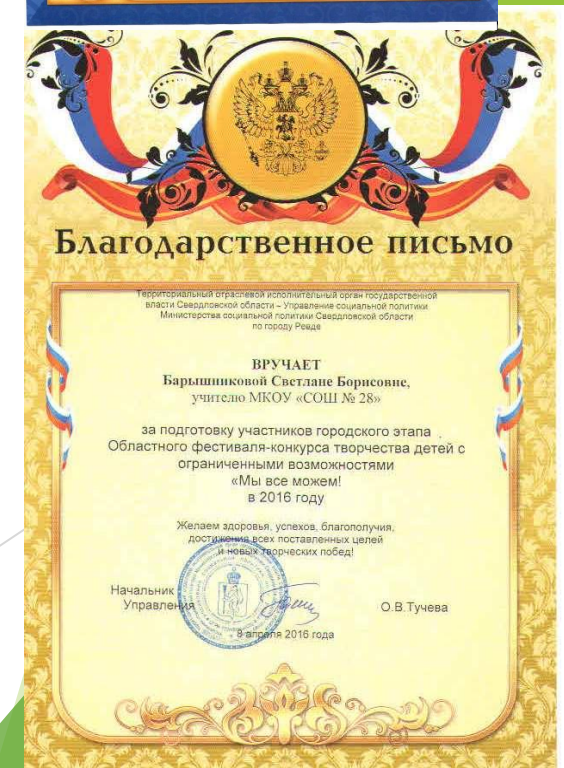 Благодарственное письмо
Территориальный отраслевой исполнительный орган государственной
власти Свердловской области – Управление социальной политики
Министерства социальной политики Свердловской области
по городу Ревде
ВРУЧАЕТ
Барышниковой Светлане Борисовне,
учителю МКОУ «СОШ № 28»
за подготовку участников городского этапа
Областного фестиваля-конкурса творчества детей с
ограниченными возможностями
«Мы все можем!
в 2016 году
Желаем здоровья, успехов, благополучия,
достижения всех поставленных целей
и новых творческих побед!
Начальник
Управления
О.В.Тучева
8 апреля 2016 года